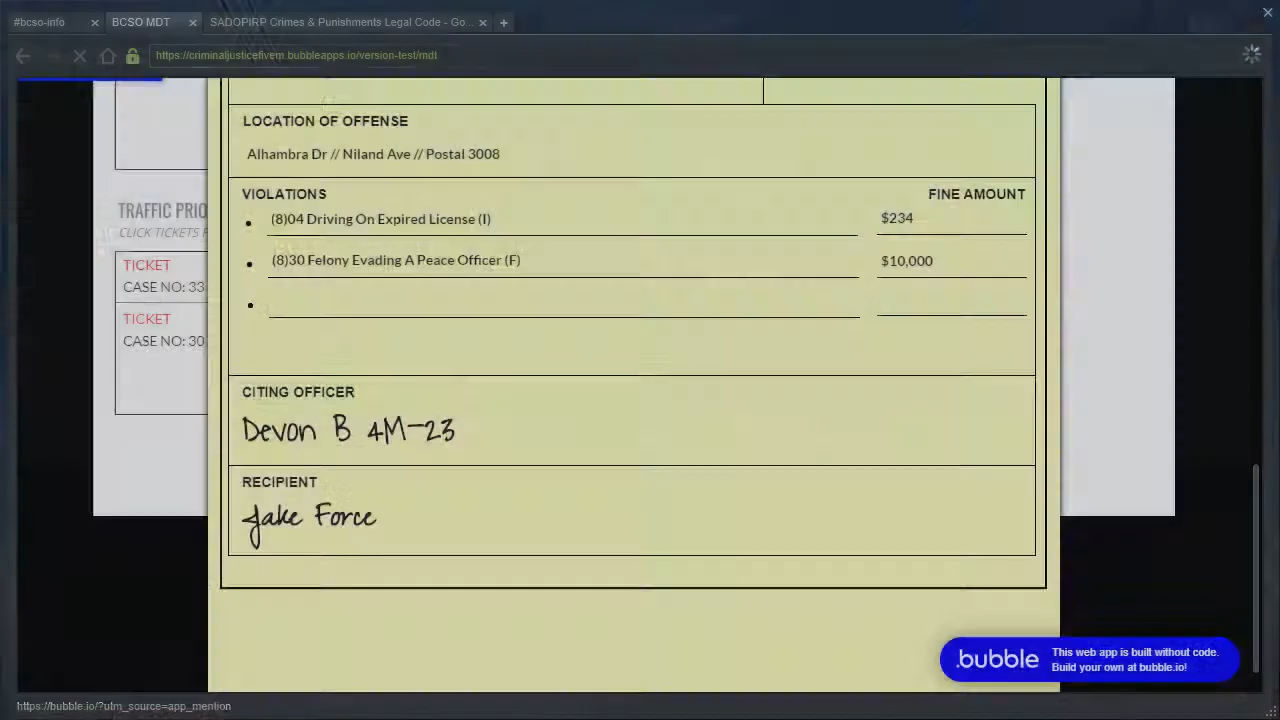 #bcso-info
BCSO MDT
SADOPIRP Crimes & Punishments Legal Code - Go...
https://criminaljusticefivem.bubbleapps.io/version-test/mdt
LOCATION OF OFFENSE
Alhambra Dr // Niland Ave // Postal 3008
VIOLATIONS FINE AMOUNT
(8)04 Driving On Expired License (I) $234
(8)30 Felony Evading A Peace Officer (F) $10,000
TRAFFIC PRIO
CLICK TICKETS F
TICKET
CASE NO: 33
TICKET
CASE NO: 30
CITING OFFICER
Devon B 4M-23
RECIPIENT
Jake Force
.bubble
This web app is built without code.
Build your own at bubble.io!
https://bubble.io/?utm_source=app_mention